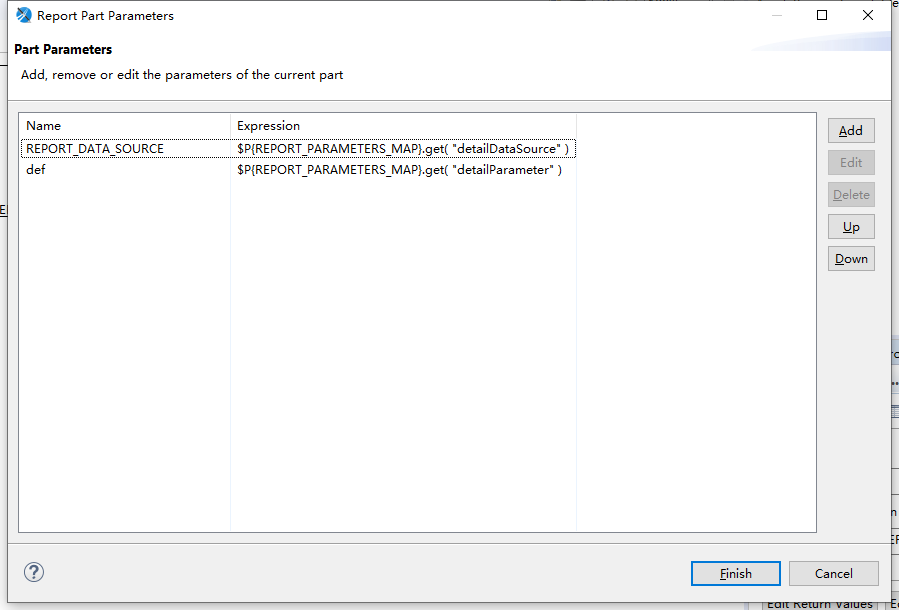 Report Part Parameters
Part Parameters
Add, remove or edit the parameters of the current part
Name Expression
REPORT_DATA_SOURCE $P{REPORT_PARAMETERS_MAP}.get( "detailDataSource" )
def $P{REPORT_PARAMETERS_MAP}.get( "detailParameter" )
Add
Edit
Delete
Up
Down
Finish Cancel
Edit Return Values